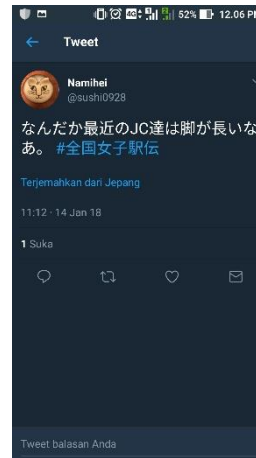 4G 52% 12.06 P
Tweet
Namihei
@sushi0928
なんだか最近のJC達は脚が長いな
あ。 #全国女子駅伝
Terjemahkan dari Jepang
11:12 · 14 Jan 18
1 Suka
Tweet balasan Anda